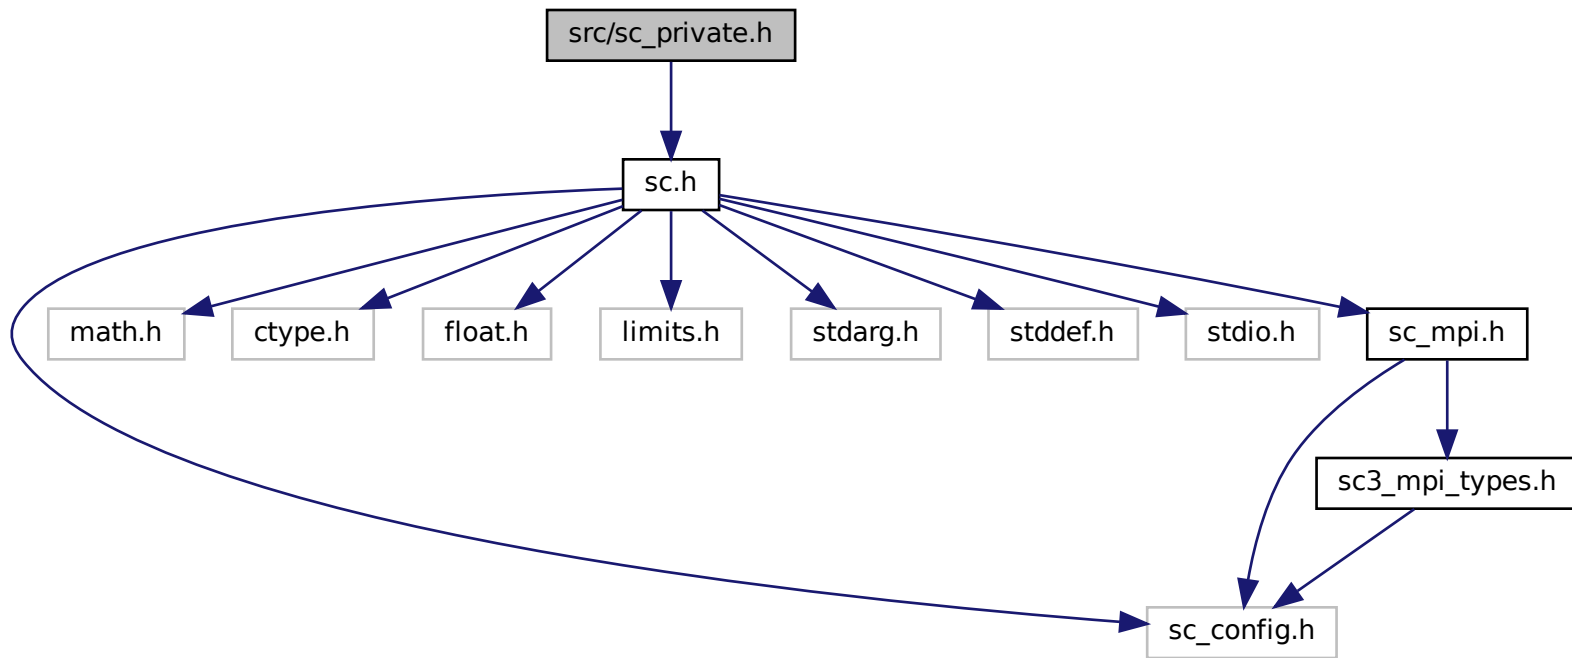 src/sc_private.h
sc.h
math.h
ctype.h
float.h
limits.h
stdarg.h
stddef.h
stdio.h
sc_mpi.h
sc3_mpi_types.h
sc_config.h